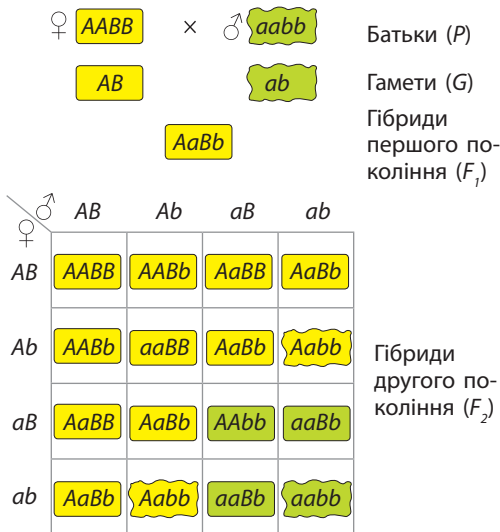 ♀ AABB × ♂ aabb Батьки (P)
AB ab Гамети (G)
AaBb Гібриди
першого по-
коління (F₁)
♂ AB Ab aB ab
♀
AB AABB AABb AaBB AaBb
Ab AABb aaBB AaBb Aabb
Гібриди
другого по-
коління (F₂)
aB AaBB AaBb AAbb aaBb
ab AaBb Aabb aaBb aabb